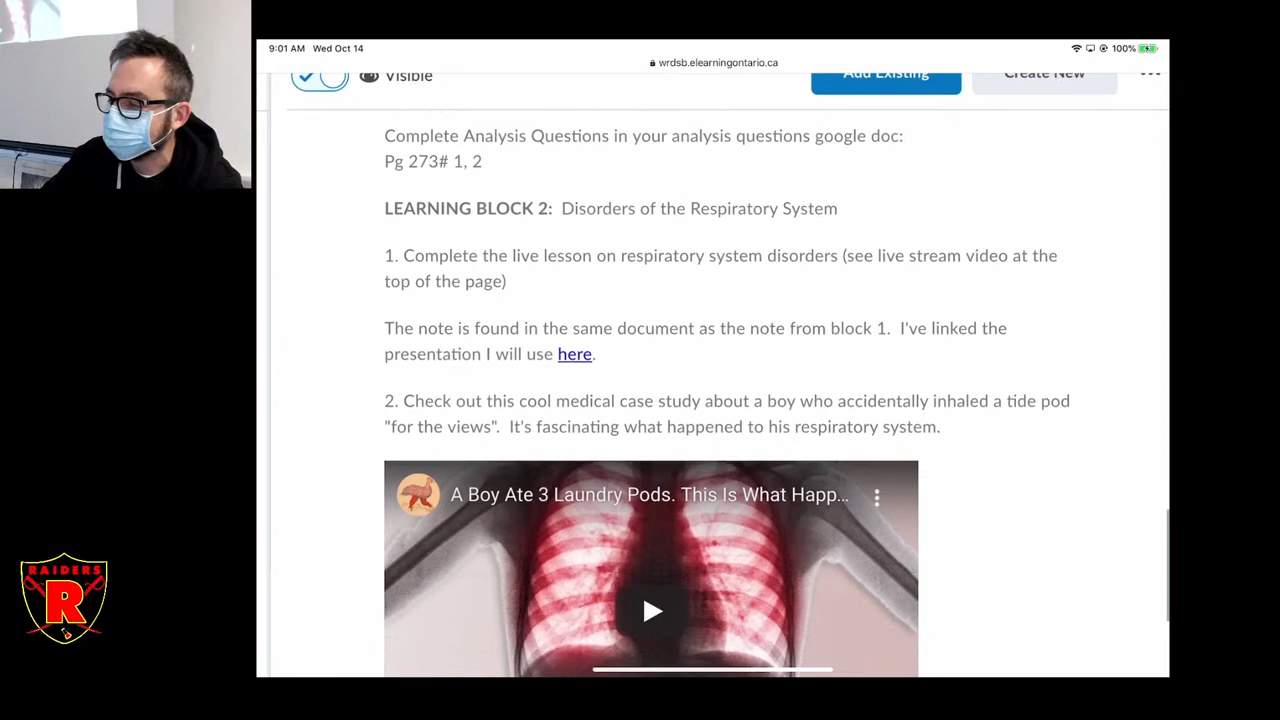 9:01 AM Wed Oct 14
100%
wrdsb.elearningontario.ca
Visible
Add Existing
Create New
Complete Analysis Questions in your analysis questions google doc:
Pg 273# 1, 2
LEARNING BLOCK 2: Disorders of the Respiratory System
1. Complete the live lesson on respiratory system disorders (see live stream video at the
top of the page)
The note is found in the same document as the note from block 1. I've linked the
presentation I will use here.
2. Check out this cool medical case study about a boy who accidentally inhaled a tide pod
"for the views". It's fascinating what happened to his respiratory system.
A Boy Ate 3 Laundry Pods. This Is What Happ...
RAIDERS
R